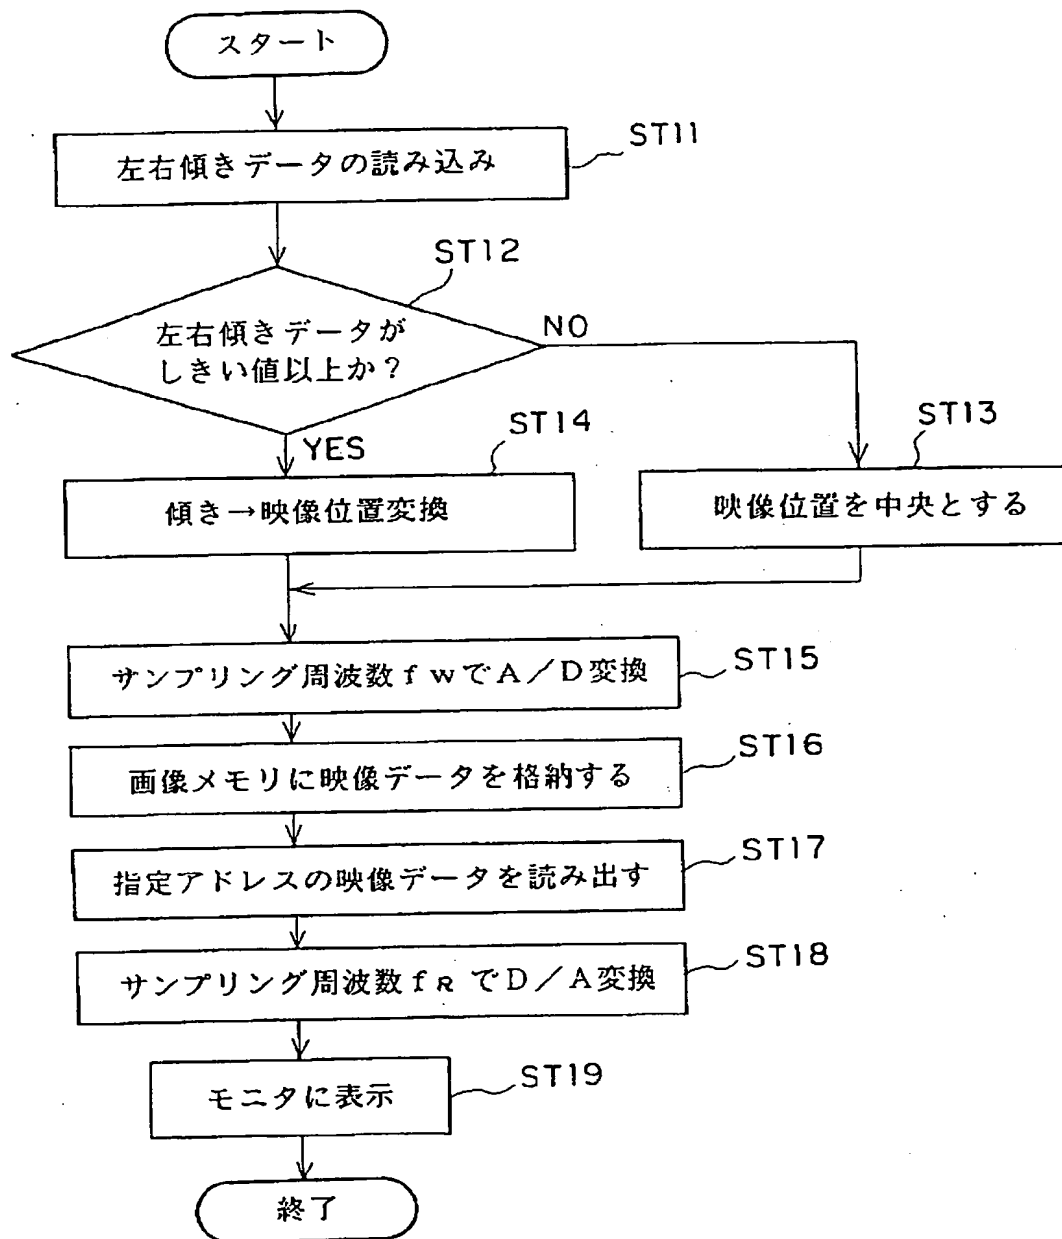 スタート
ST11
左右傾きデータの読み込み
ST12
左右傾きデータが
しきい値以上か?
NO
YES
ST14
ST13
傾き→映像位置変換
映像位置を中央とする
ST15
サンプリング周波数fWでA/D変換
ST16
画像メモリに映像データを格納する
ST17
指定アドレスの映像データを読み出す
ST18
サンプリング周波数fRでD/A変換
ST19
モニタに表示
終了